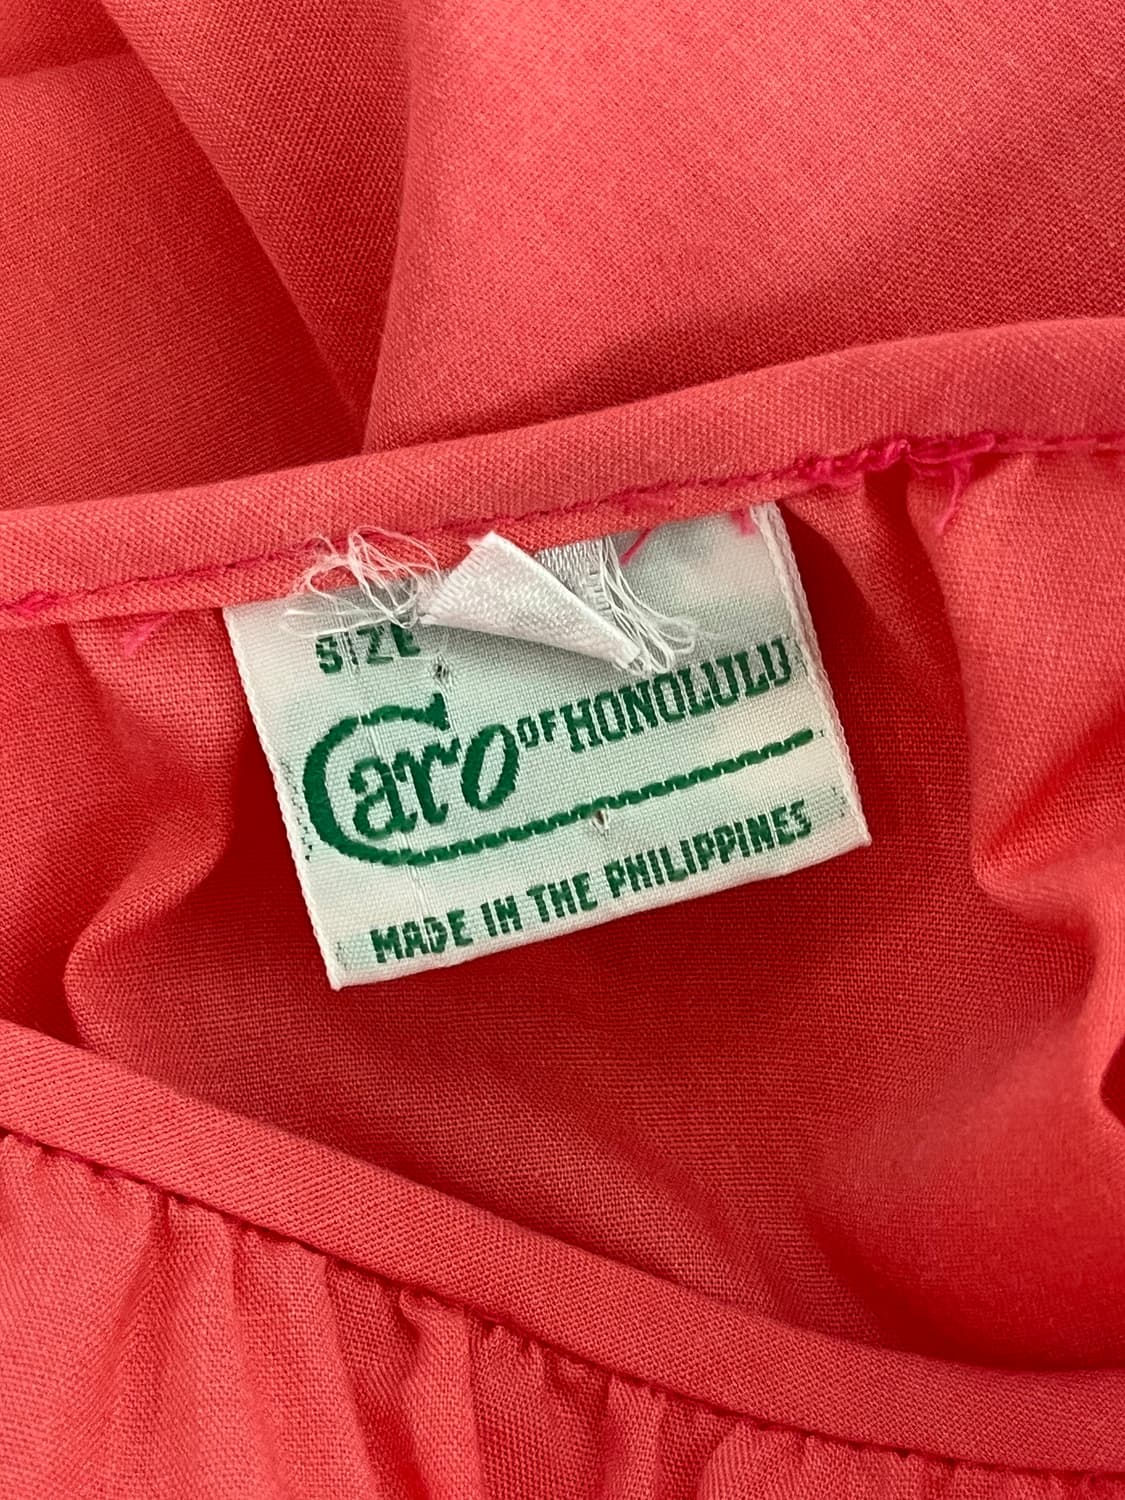 SIZE
Caro OF HONOLULU
MADE IN THE PHILIPPINES